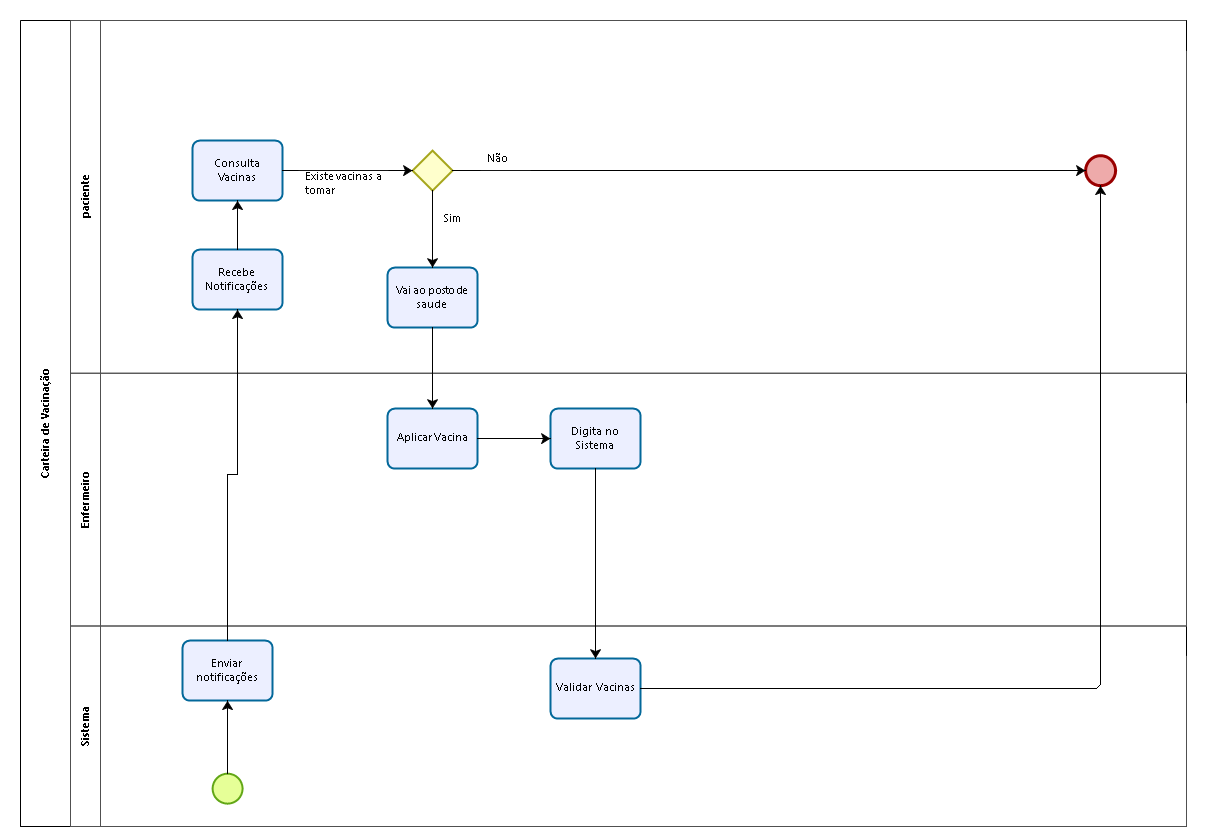 Carteira de Vacinação
paciente
Consulta
Vacinas
Existe vacinas a
tomar
Não
Sim
Recebe
Notificações
Vai ao posto de
saude
Enfermeiro
Aplicar Vacina
Digita no
Sistema
Sistema
Enviar
notificações
Validar Vacinas